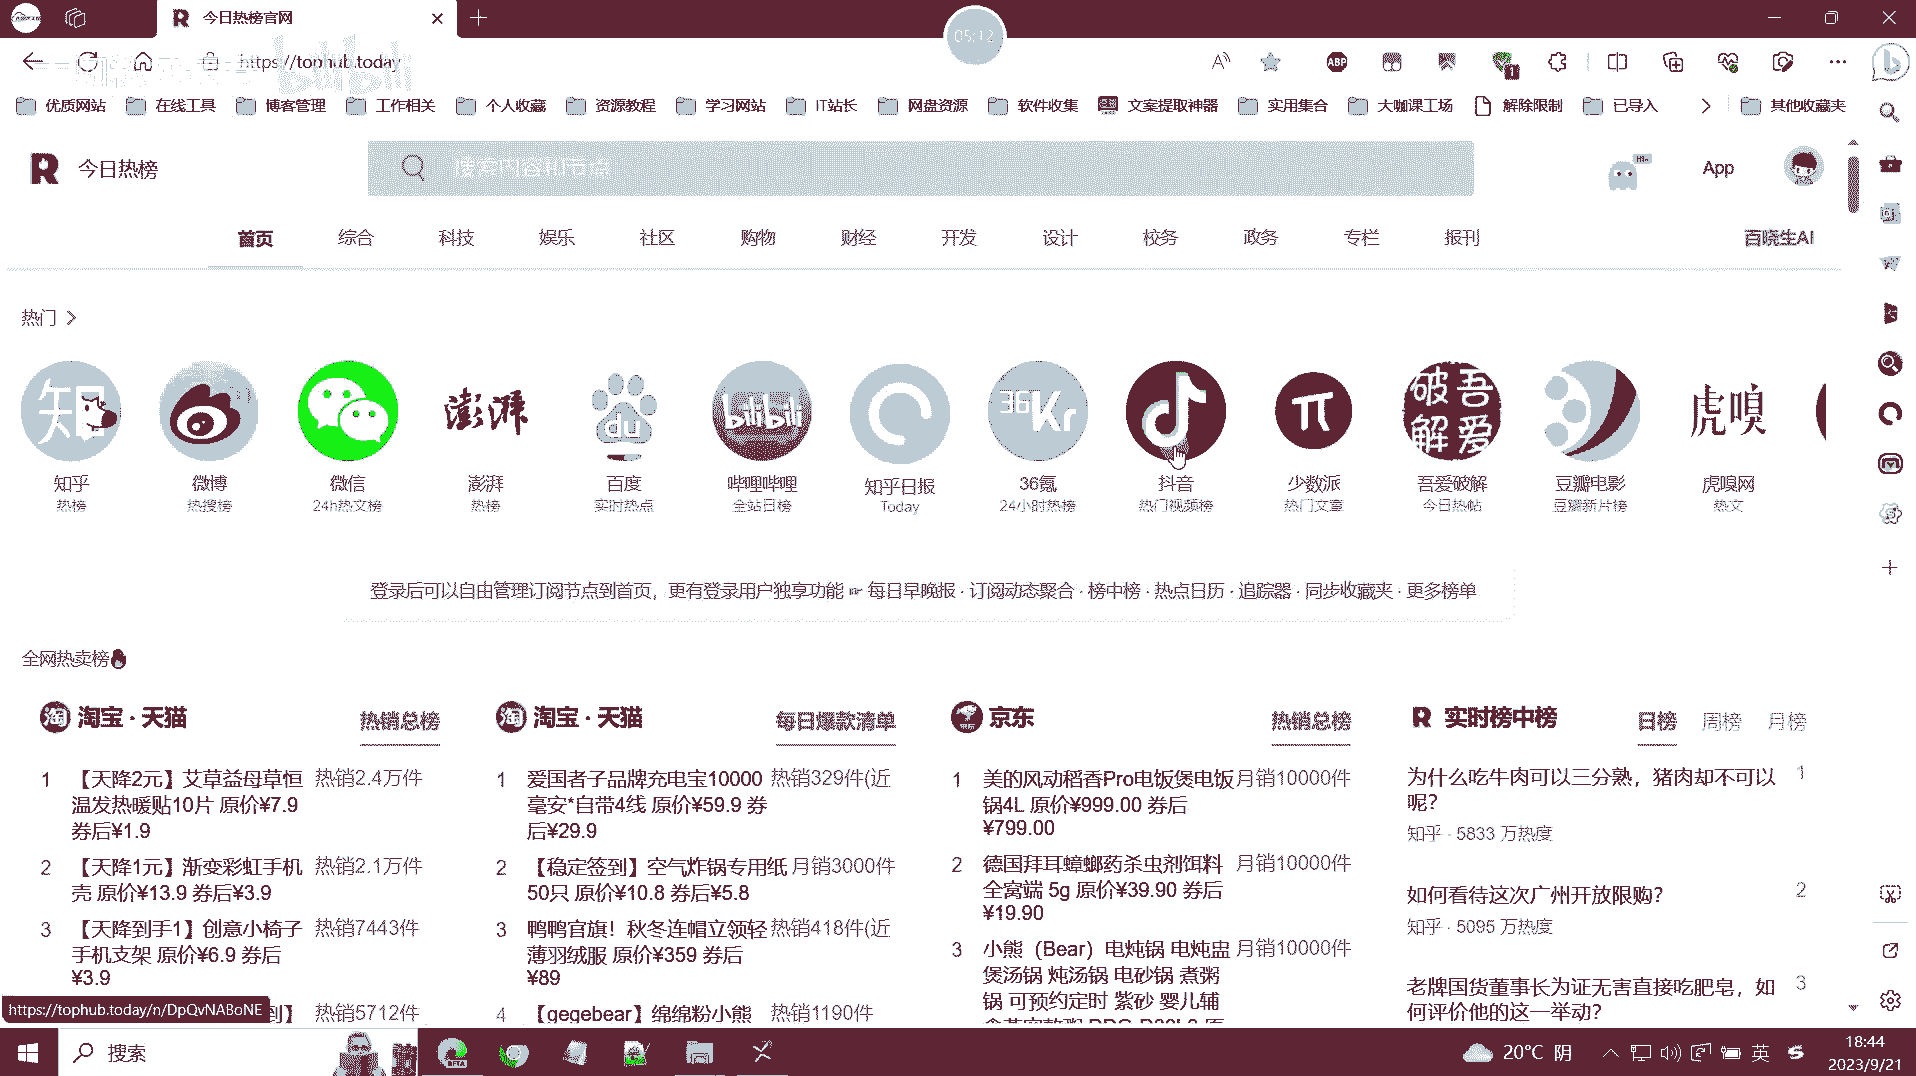 今日热榜官网
05:12
https://tophub.today
bilibili
ABP
1
优质网站
在线工具
博客管理
工作相关
个人收藏
资源教程
学习网站
IT站长
网盘资源
软件收集
文案提取神器
实用集合
大咖课工场
解除限制
已导入
其他收藏夹
今日热榜
搜索内容和节点
App
首页
综合
科技
娱乐
社区
购物
财经
开发
设计
校务
政务
专栏
报刊
百晓生AI
热门
知
du
bilibili
36Kr
吾爱破解
澎湃
虎嗅
知乎
微博
微信
澎湃
百度
哔哩哔哩
知乎日报
36氪
抖音
少数派
吾爱破解
豆瓣电影
虎嗅网
热榜
热搜榜
24h热文榜
热榜
实时热点
全站日榜
Today
24小时热榜
热门视频榜
热门文章
今日热帖
豆瓣新片榜
热文
登录后可以自由管理订阅节点到首页，更有登录用户独享功能 ☞ 每日早晚报 · 订阅动态聚合 · 榜中榜 · 热点日历 · 追踪器 · 同步收藏夹 · 更多榜单
全网热卖榜
淘 淘宝 · 天猫 热销总榜
1 【天降2元】艾草益母草恒 热销2.4万件
温发热暖贴10片 原价¥7.9
券后¥1.9
2 【天降1元】渐变彩虹手机 热销2.1万件
壳 原价¥13.9 券后¥3.9
3 【天降到手1】创意小椅子 热销7443件
手机支架 原价¥6.9 券后
¥3.9
到】 热销5712件
淘 淘宝 · 天猫 每日爆款清单
1 爱国者子品牌充电宝10000 热销329件(近
毫安*自带4线 原价¥59.9 券
后¥29.9
2 【稳定签到】空气炸锅专用纸 月销3000件
50只 原价¥10.8 券后¥5.8
3 鸭鸭官旗！秋冬连帽立领轻 热销418件(近
薄羽绒服 原价¥359 券后
¥89
4 【gegebear】绵绵粉小熊 热销1190件
京东 热销总榜
1 美的风动稻香Pro电饭煲电饭 月销10000件
锅4L 原价¥999.00 券后
¥799.00
2 德国拜耳蟑螂药杀虫剂饵料 月销10000件
全窝端 5g 原价¥39.90 券后
¥19.90
3 小熊（Bear）电炖锅 电炖盅 月销10000件
煲汤锅 炖汤锅 电砂锅 煮粥
锅 可预约定时 紫砂 婴儿辅
实时榜中榜 日榜 周榜 月榜
为什么吃牛肉可以三分熟，猪肉却不可以 1
呢？
知乎 · 5833 万热度
如何看待这次广州开放限购？ 2
知乎 · 5095 万热度
老牌国货董事长为证无害直接吃肥皂，如 3
何评价他的这一举动？
https://tophub.today/n/DpQvNABoNE
搜索
BETA
20°C 阴
英
18:44
2023/9/21